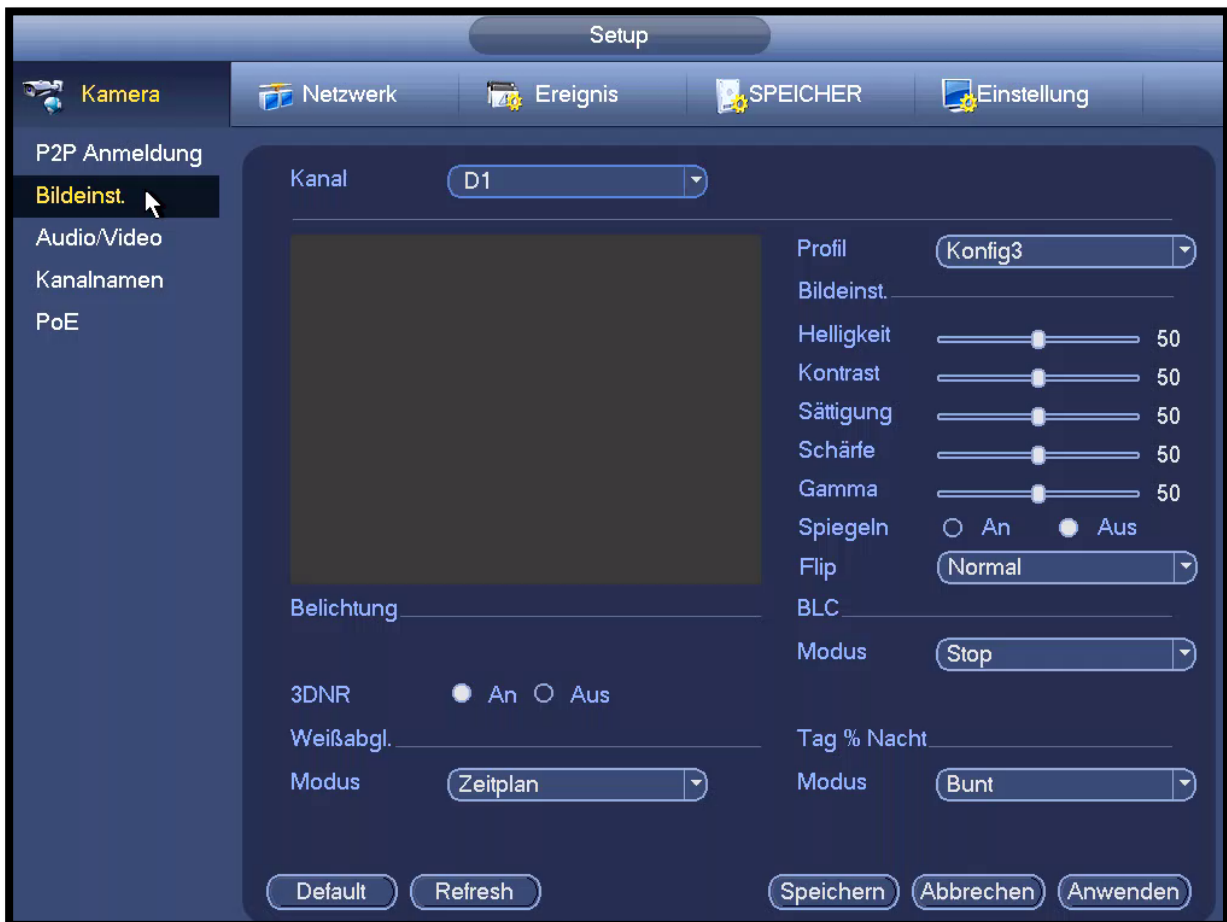 Setup
Kamera
Netzwerk
Ereignis
SPEICHER
Einstellung
P2P Anmeldung
Bildeinst.
Audio/Video
Kanalnamen
PoE
Kanal D1
Profil Konfig3
Bildeinst.
Helligkeit 50
Kontrast 50
Sättigung 50
Schärfe 50
Gamma 50
Spiegeln An Aus
Flip Normal
Belichtung
BLC
Modus Stop
3DNR An Aus
Weißabgl.
Tag % Nacht
Modus Zeitplan
Modus Bunt
Default
Refresh
Speichern
Abbrechen
Anwenden